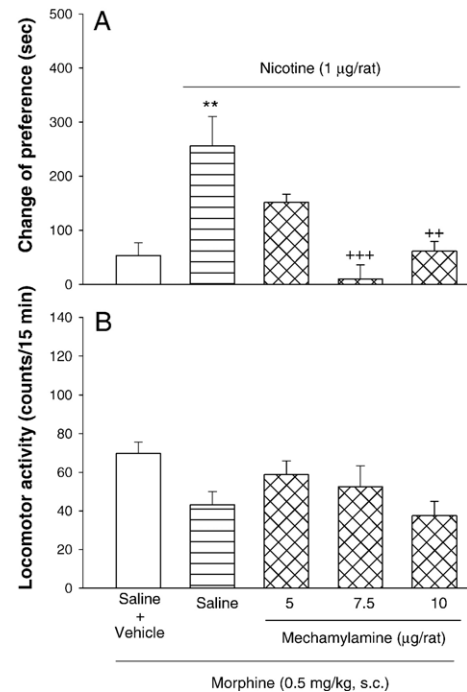 A
Change of preference (sec)
500
400
300
200
100
0
Nicotine (1 μg/rat)
**
+++
++
B
Locomotor activity (counts/15 min)
140
120
100
80
60
40
20
0
Saline
+
Vehicle
Saline
5
7.5
10
Mechamylamine (μg/rat)
Morphine (0.5 mg/kg, s.c.)